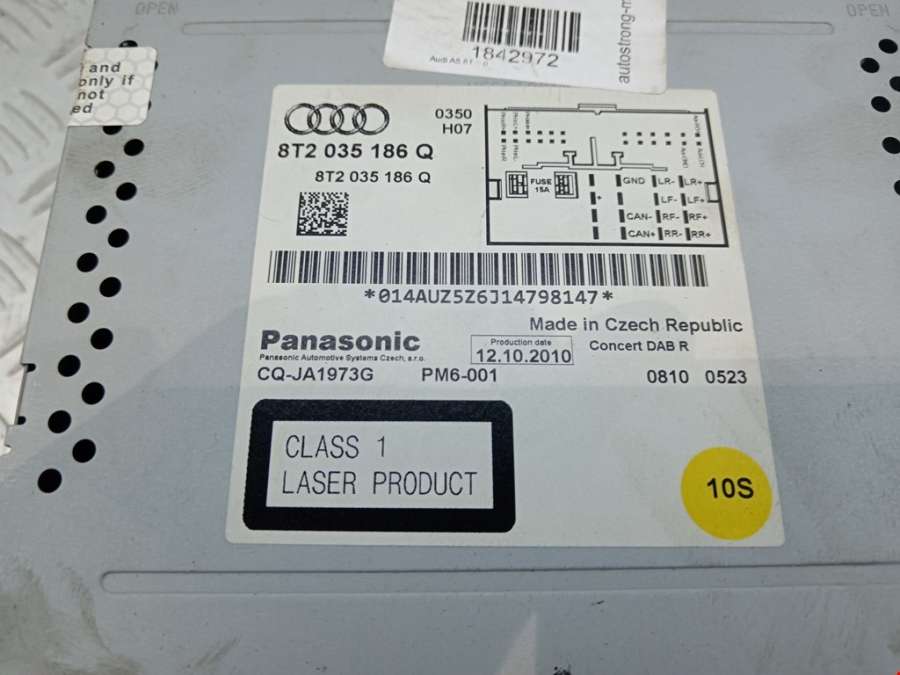 OPEN
OPEN
1842972
Audi A5 8T
autostrong-m
and
only if
not
ed
0350
H07
8T2 035 186 Q
8T2 035 186 Q
FUSE
15A
GND LR- LR+
+ LF- LF+
CAN- RF- RF+
CAN+ RR- RR+
*014AUZ5Z6J14798147*
Made in Czech Republic
Panasonic
Panasonic Automotive Systems Czech, s.r.o.
Production date
12.10.2010
Concert DAB R
CQ-JA1973G PM6-001 0810 0523
CLASS 1
LASER PRODUCT
10S